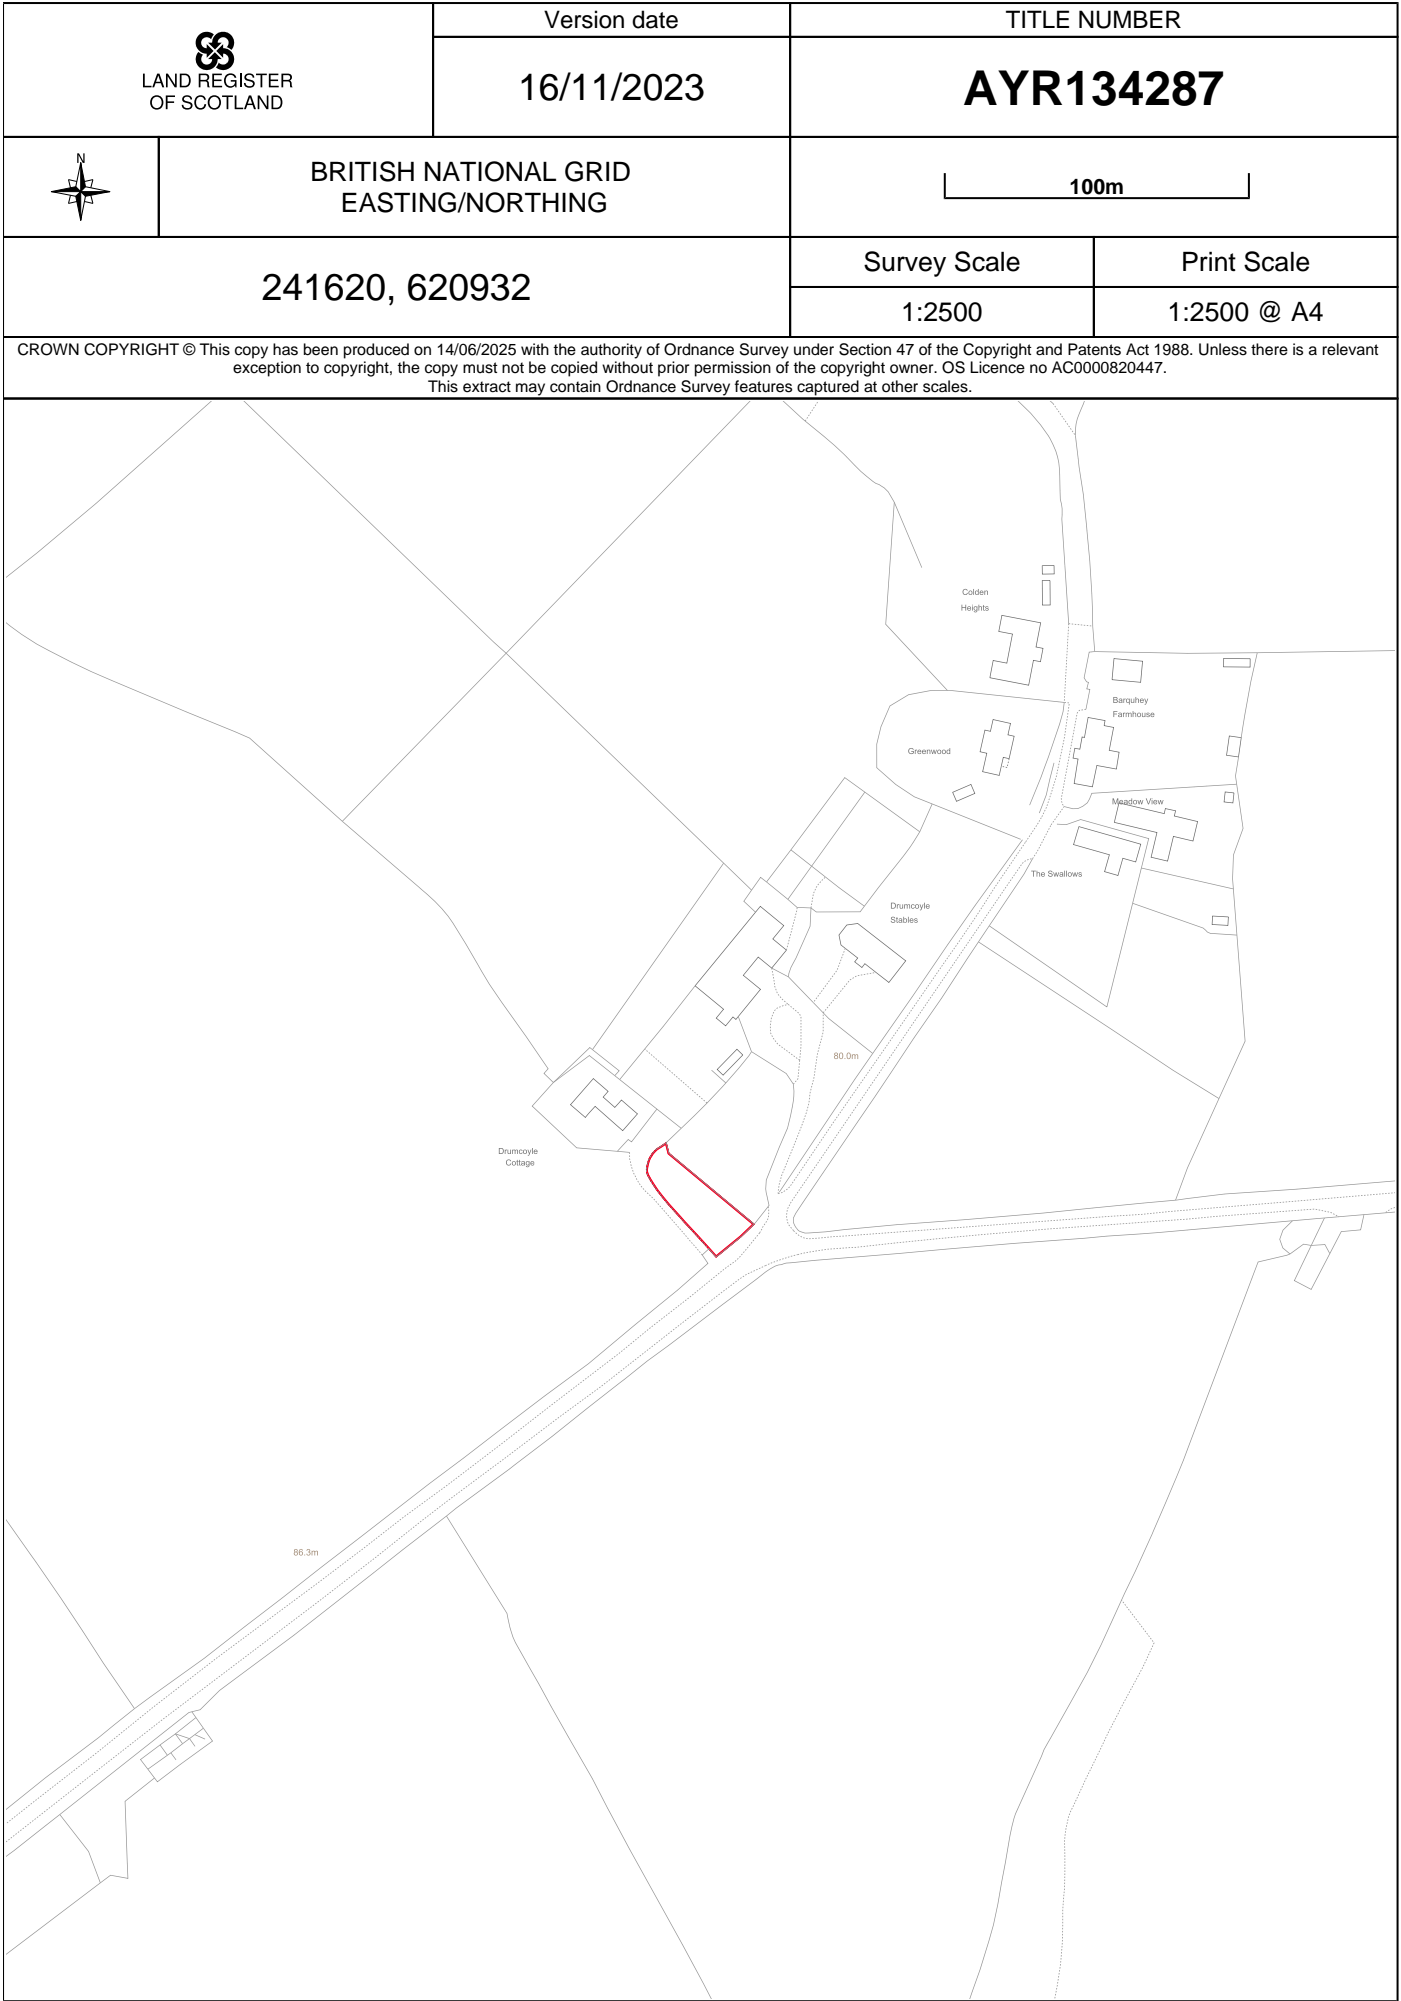 LAND REGISTER
OF SCOTLAND
Version date
16/11/2023
TITLE NUMBER
AYR134287
N
BRITISH NATIONAL GRID
EASTING/NORTHING
100m
241620, 620932
Survey Scale
1:2500
Print Scale
1:2500 @ A4
CROWN COPYRIGHT © This copy has been produced on 14/06/2025 with the authority of Ordnance Survey under Section 47 of the Copyright and Patents Act 1988. Unless there is a relevant
exception to copyright, the copy must not be copied without prior permission of the copyright owner. OS Licence no AC0000820447.
This extract may contain Ordnance Survey features captured at other scales.
Colden
Heights
Barquhey
Farmhouse
Greenwood
Meadow View
The Swallows
Drumcoyle
Stables
80.0m
Drumcoyle
Cottage
86.3m